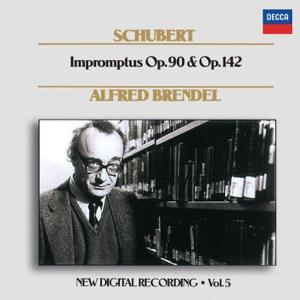 DECCA
SCHUBERT
Impromptus Op.90 & Op.142
ALFRED BRENDEL
NEW DIGITAL RECORDING • Vol.5